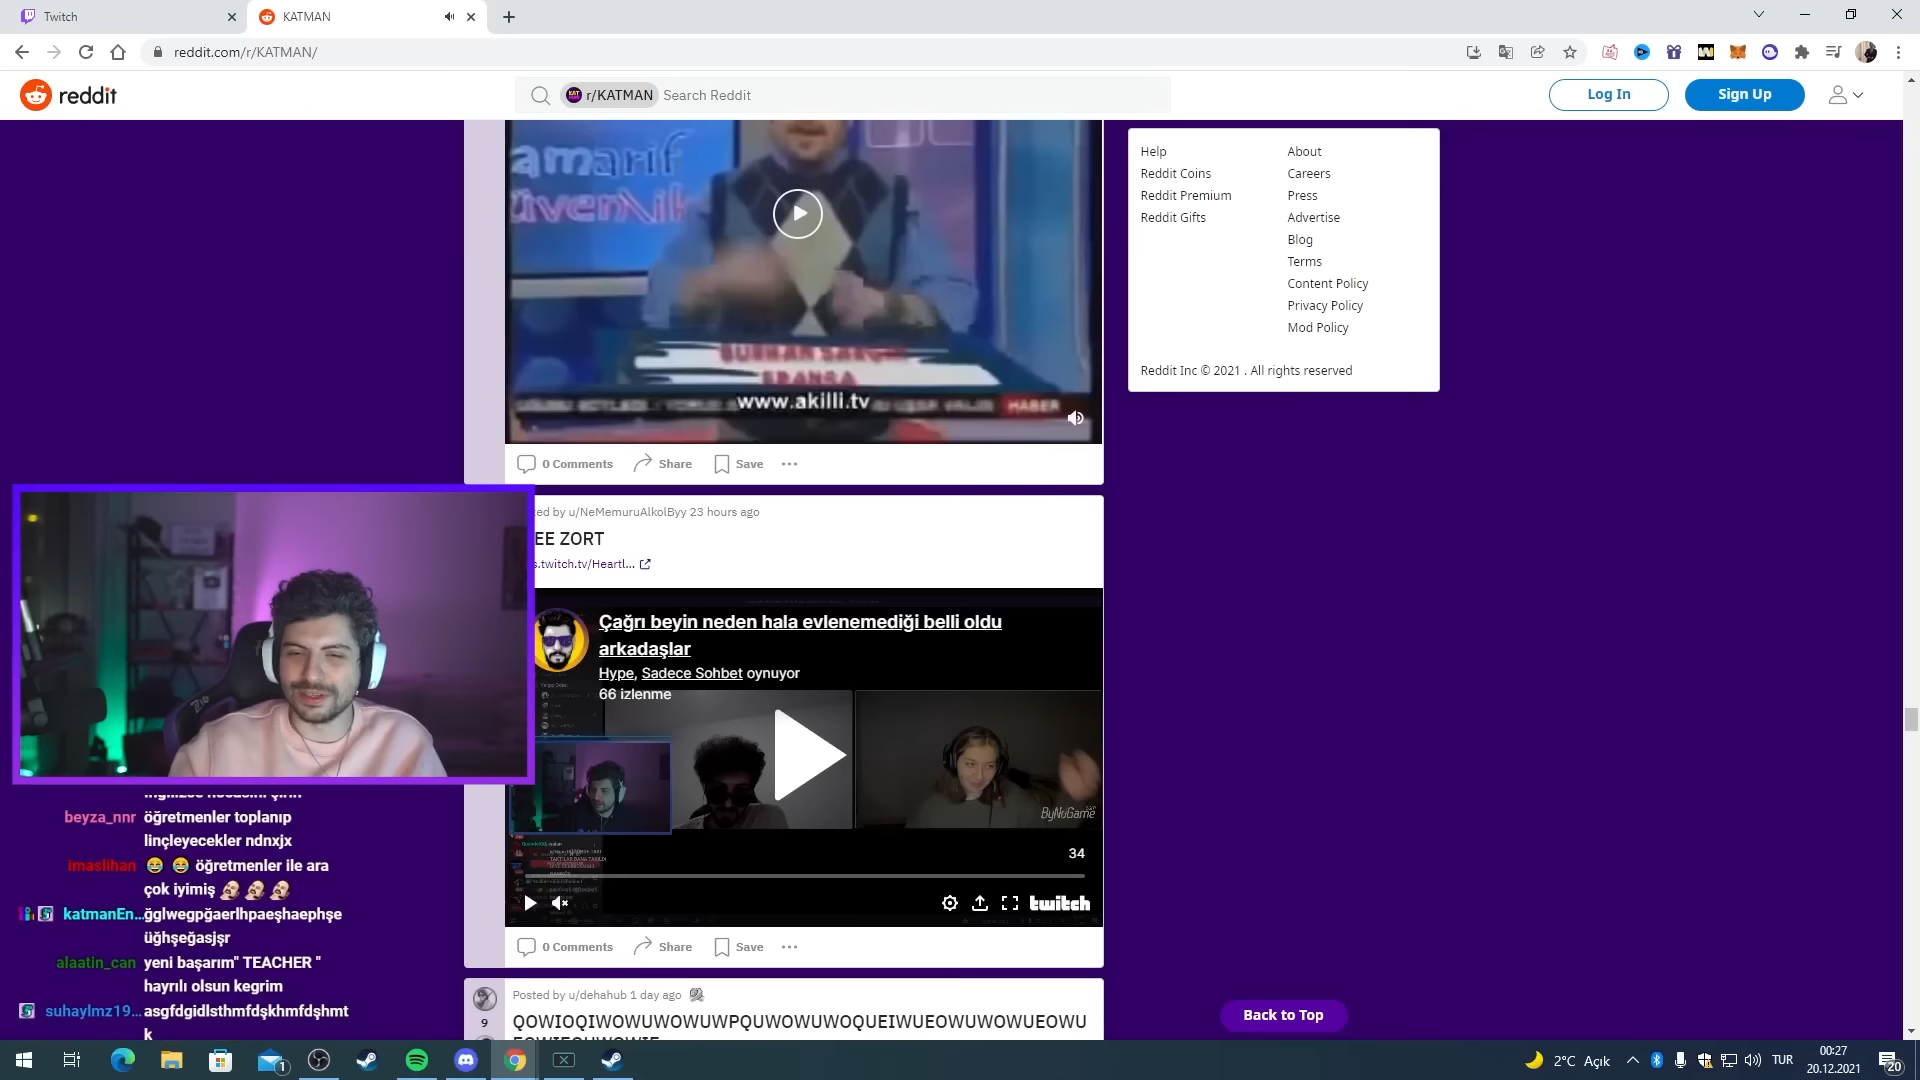 Twitch
KATMAN
reddit.com/r/KATMAN/
reddit
r/KATMAN
Search Reddit
Log In
Sign Up
www.akilli.tv
HABER
0 Comments
Share
Save
Help
Reddit Coins
Reddit Premium
Reddit Gifts
About
Careers
Press
Advertise
Blog
Terms
Content Policy
Privacy Policy
Mod Policy
Reddit Inc © 2021 . All rights reserved
ted by u/NeMemuruAlkolByy 23 hours ago
EE ZORT
s.twitch.tv/Heartl...
Çağrı beyin neden hala evlenemediği belli oldu
arkadaşlar
Hype, Sadece Sohbet oynuyor
66 izlenme
ByNoGame
34
twitch
0 Comments
Share
Save
Posted by u/dehahub 1 day ago
9
QOWIOQIWOWUWOWUWPQUWOWUWOQUEIWUEOWUWOWUEOWU
beyza_nnr öğretmenler toplanıp
linçleyecekler ndnxjx
imaslihan 😂 😂 öğretmenler ile ara
çok iyimiş
katmanEn... ğglwegpğaerlhpaeşhaephşe
üğhşeğasjşr
alaatin_can yeni başarım" TEACHER "
hayrılı olsun kegrim
suhaylmz19... asgfdgidlsthmfdşkhmfdşhmt
k
Back to Top
1
2°C Açık
TUR
00:27
20.12.2021
20